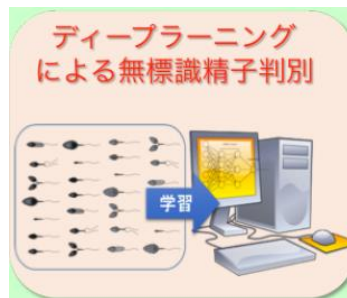 ディープラーニング
による無標識精子判別
学習